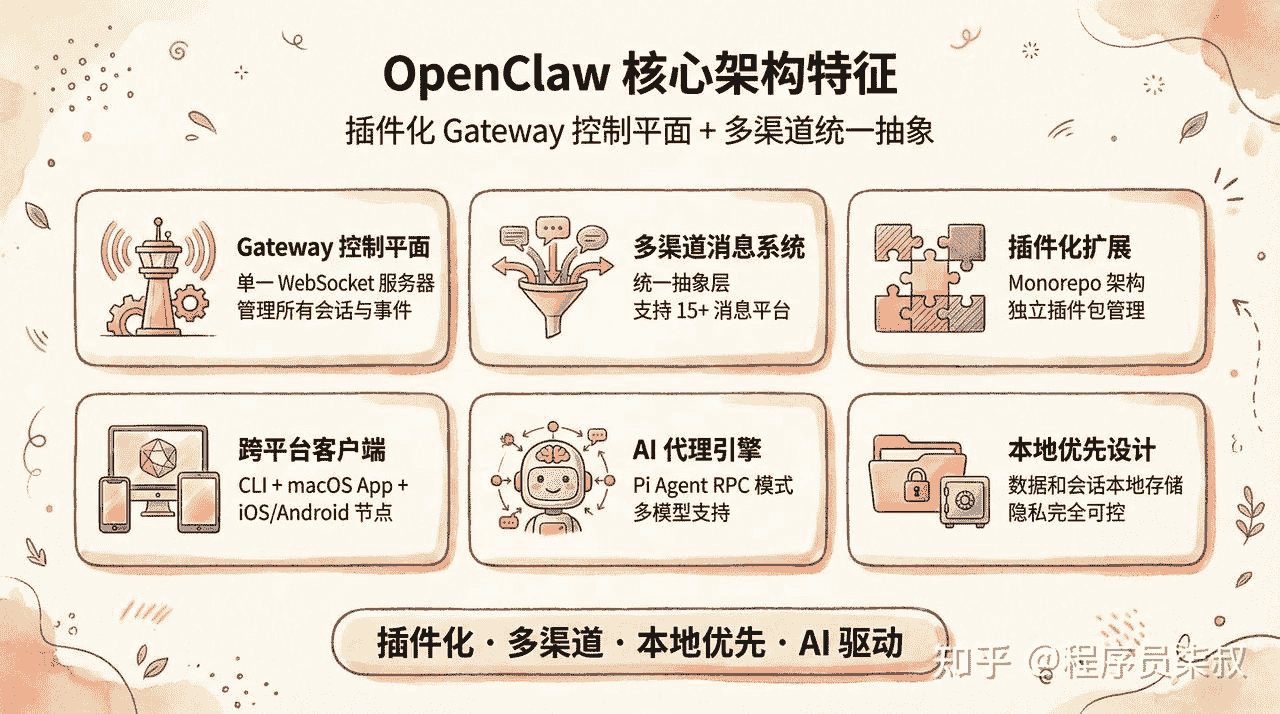 OpenClaw 核心架构特征
插件化 Gateway 控制平面 + 多渠道统一抽象
Gateway 控制平面
单一 WebSocket 服务器
管理所有会话与事件
多渠道消息系统
统一抽象层
支持 15+ 消息平台
插件化扩展
Monorepo 架构
独立插件包管理
跨平台客户端
CLI + macOS App +
iOS/Android 节点
AI 代理引擎
Pi Agent RPC 模式
多模型支持
本地优先设计
数据和会话本地存储
隐私完全可控
插件化 · 多渠道 · 本地优先 · AI 驱动
知乎 @程序员柒叔